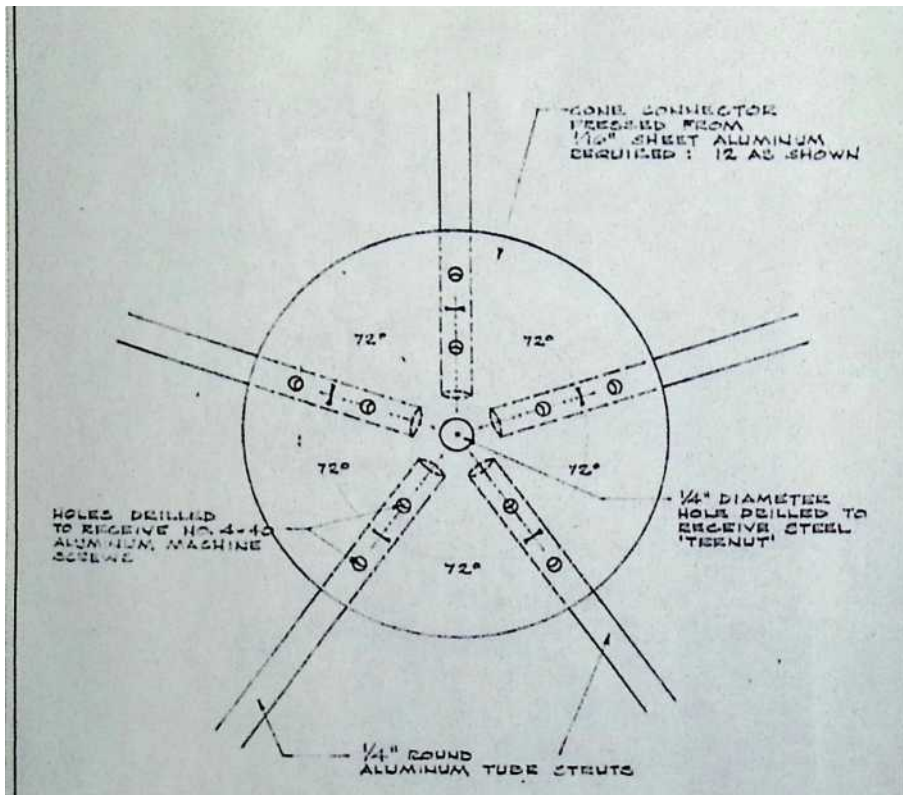 CONE CONNECTOR
PRESSED FROM
1/16" SHEET ALUMINUM
REQUIRED: 12 AS SHOWN
72°
72°
72°
72°
72°
HOLES DRILLED
TO RECEIVE NO. 4-40
ALUMINUM MACHINE
SCREWS
1/4" DIAMETER
HOLE DRILLED TO
RECEIVE STEEL
'TEENUT'
1/4" ROUND
ALUMINUM TUBE STRUTS